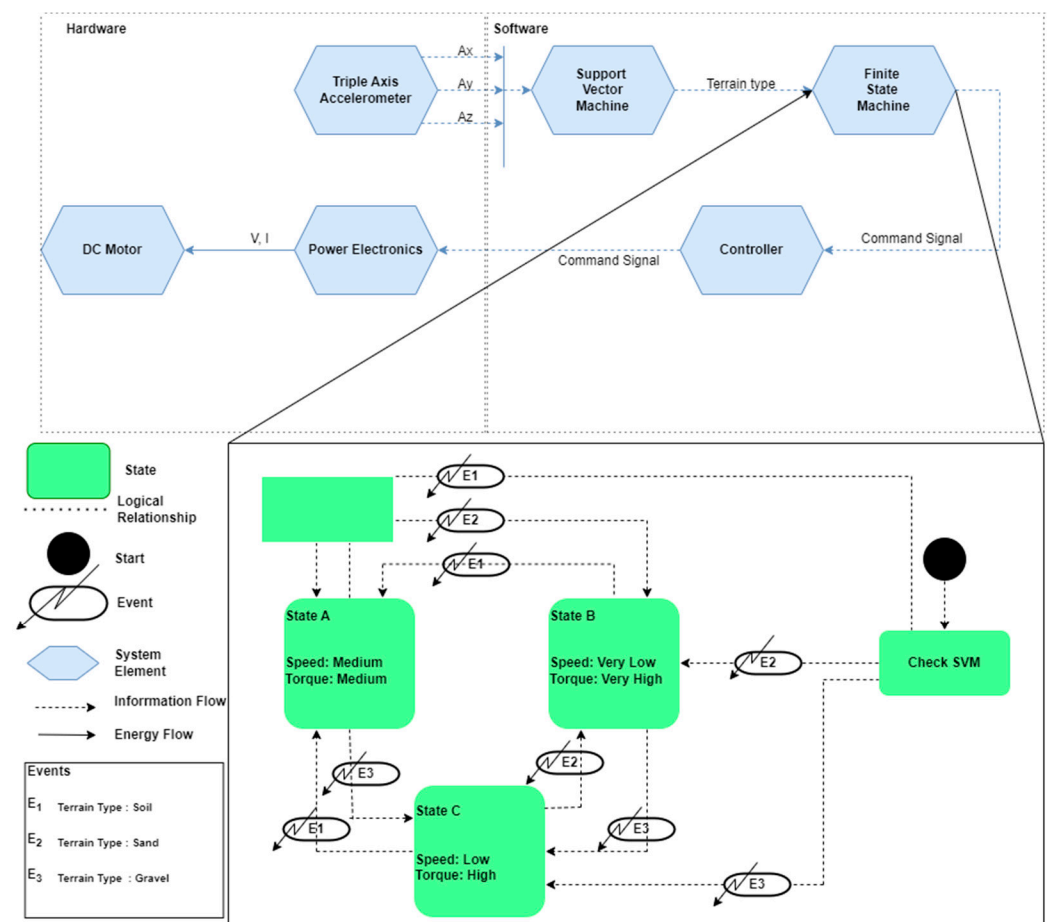 Hardware
Software
Triple Axis
Accelerometer
Ax
Ay
Az
Support
Vector
Machine
Terrain type
Finite
State
Machine
DC Motor
V, I
Power Electronics
Command Signal
Controller
Command Signal
State
Logical
Relationship
Start
Event
System
Element
Inforrmation Flow
Energy Flow
Events
E1 Terrain Type : Soil
E2 Terrain Type : Sand
E3 Terrain Type : Gravel
E1
E2
E1
State A
Speed: Medium
Torque: Medium
State B
Speed: Very Low
Torque: Very High
E2
Check SVM
E3
E2
E1
State C
Speed: Low
Torque: High
E3
E3